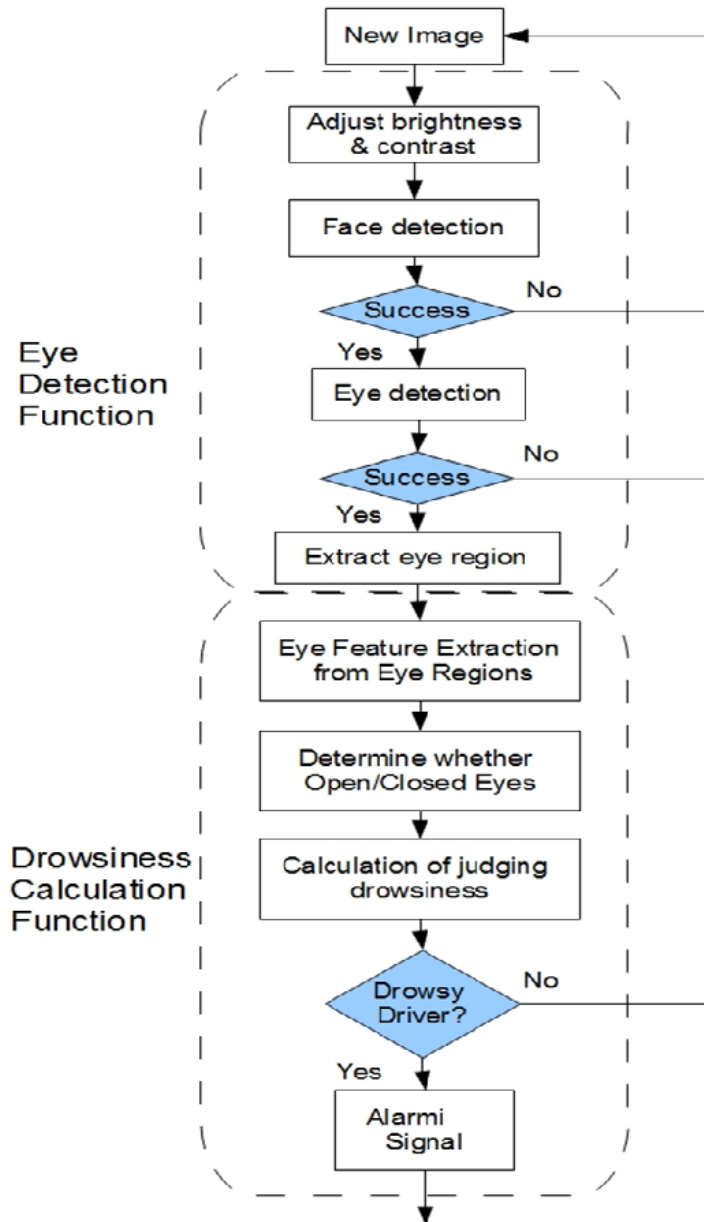 New Image
Adjust brightness
& contrast
Face detection
Success
No
Yes
Eye
Detection
Function
Eye detection
Success
No
Yes
Extract eye region
Eye Feature Extraction
from Eye Regions
Determine whether
Open/Closed Eyes
Drowsiness
Calculation
Function
Calculation of judging
drowsiness
Drowsy
Driver?
No
Yes
Alarmi
Signal